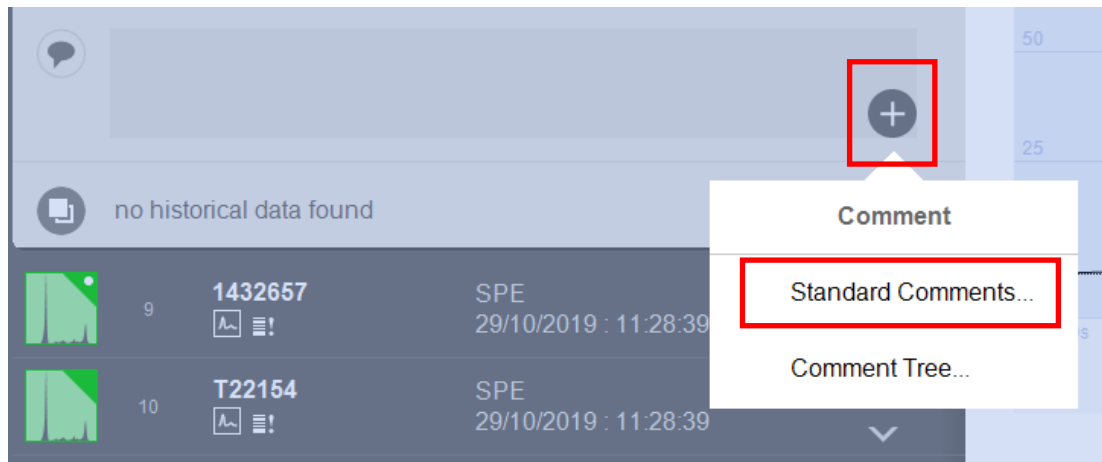 50
25
no historical data found
Comment
Standard Comments...
Comment Tree...
9
1432657
SPE
29/10/2019 : 11:28:39
10
T22154
SPE
29/10/2019 : 11:28:39